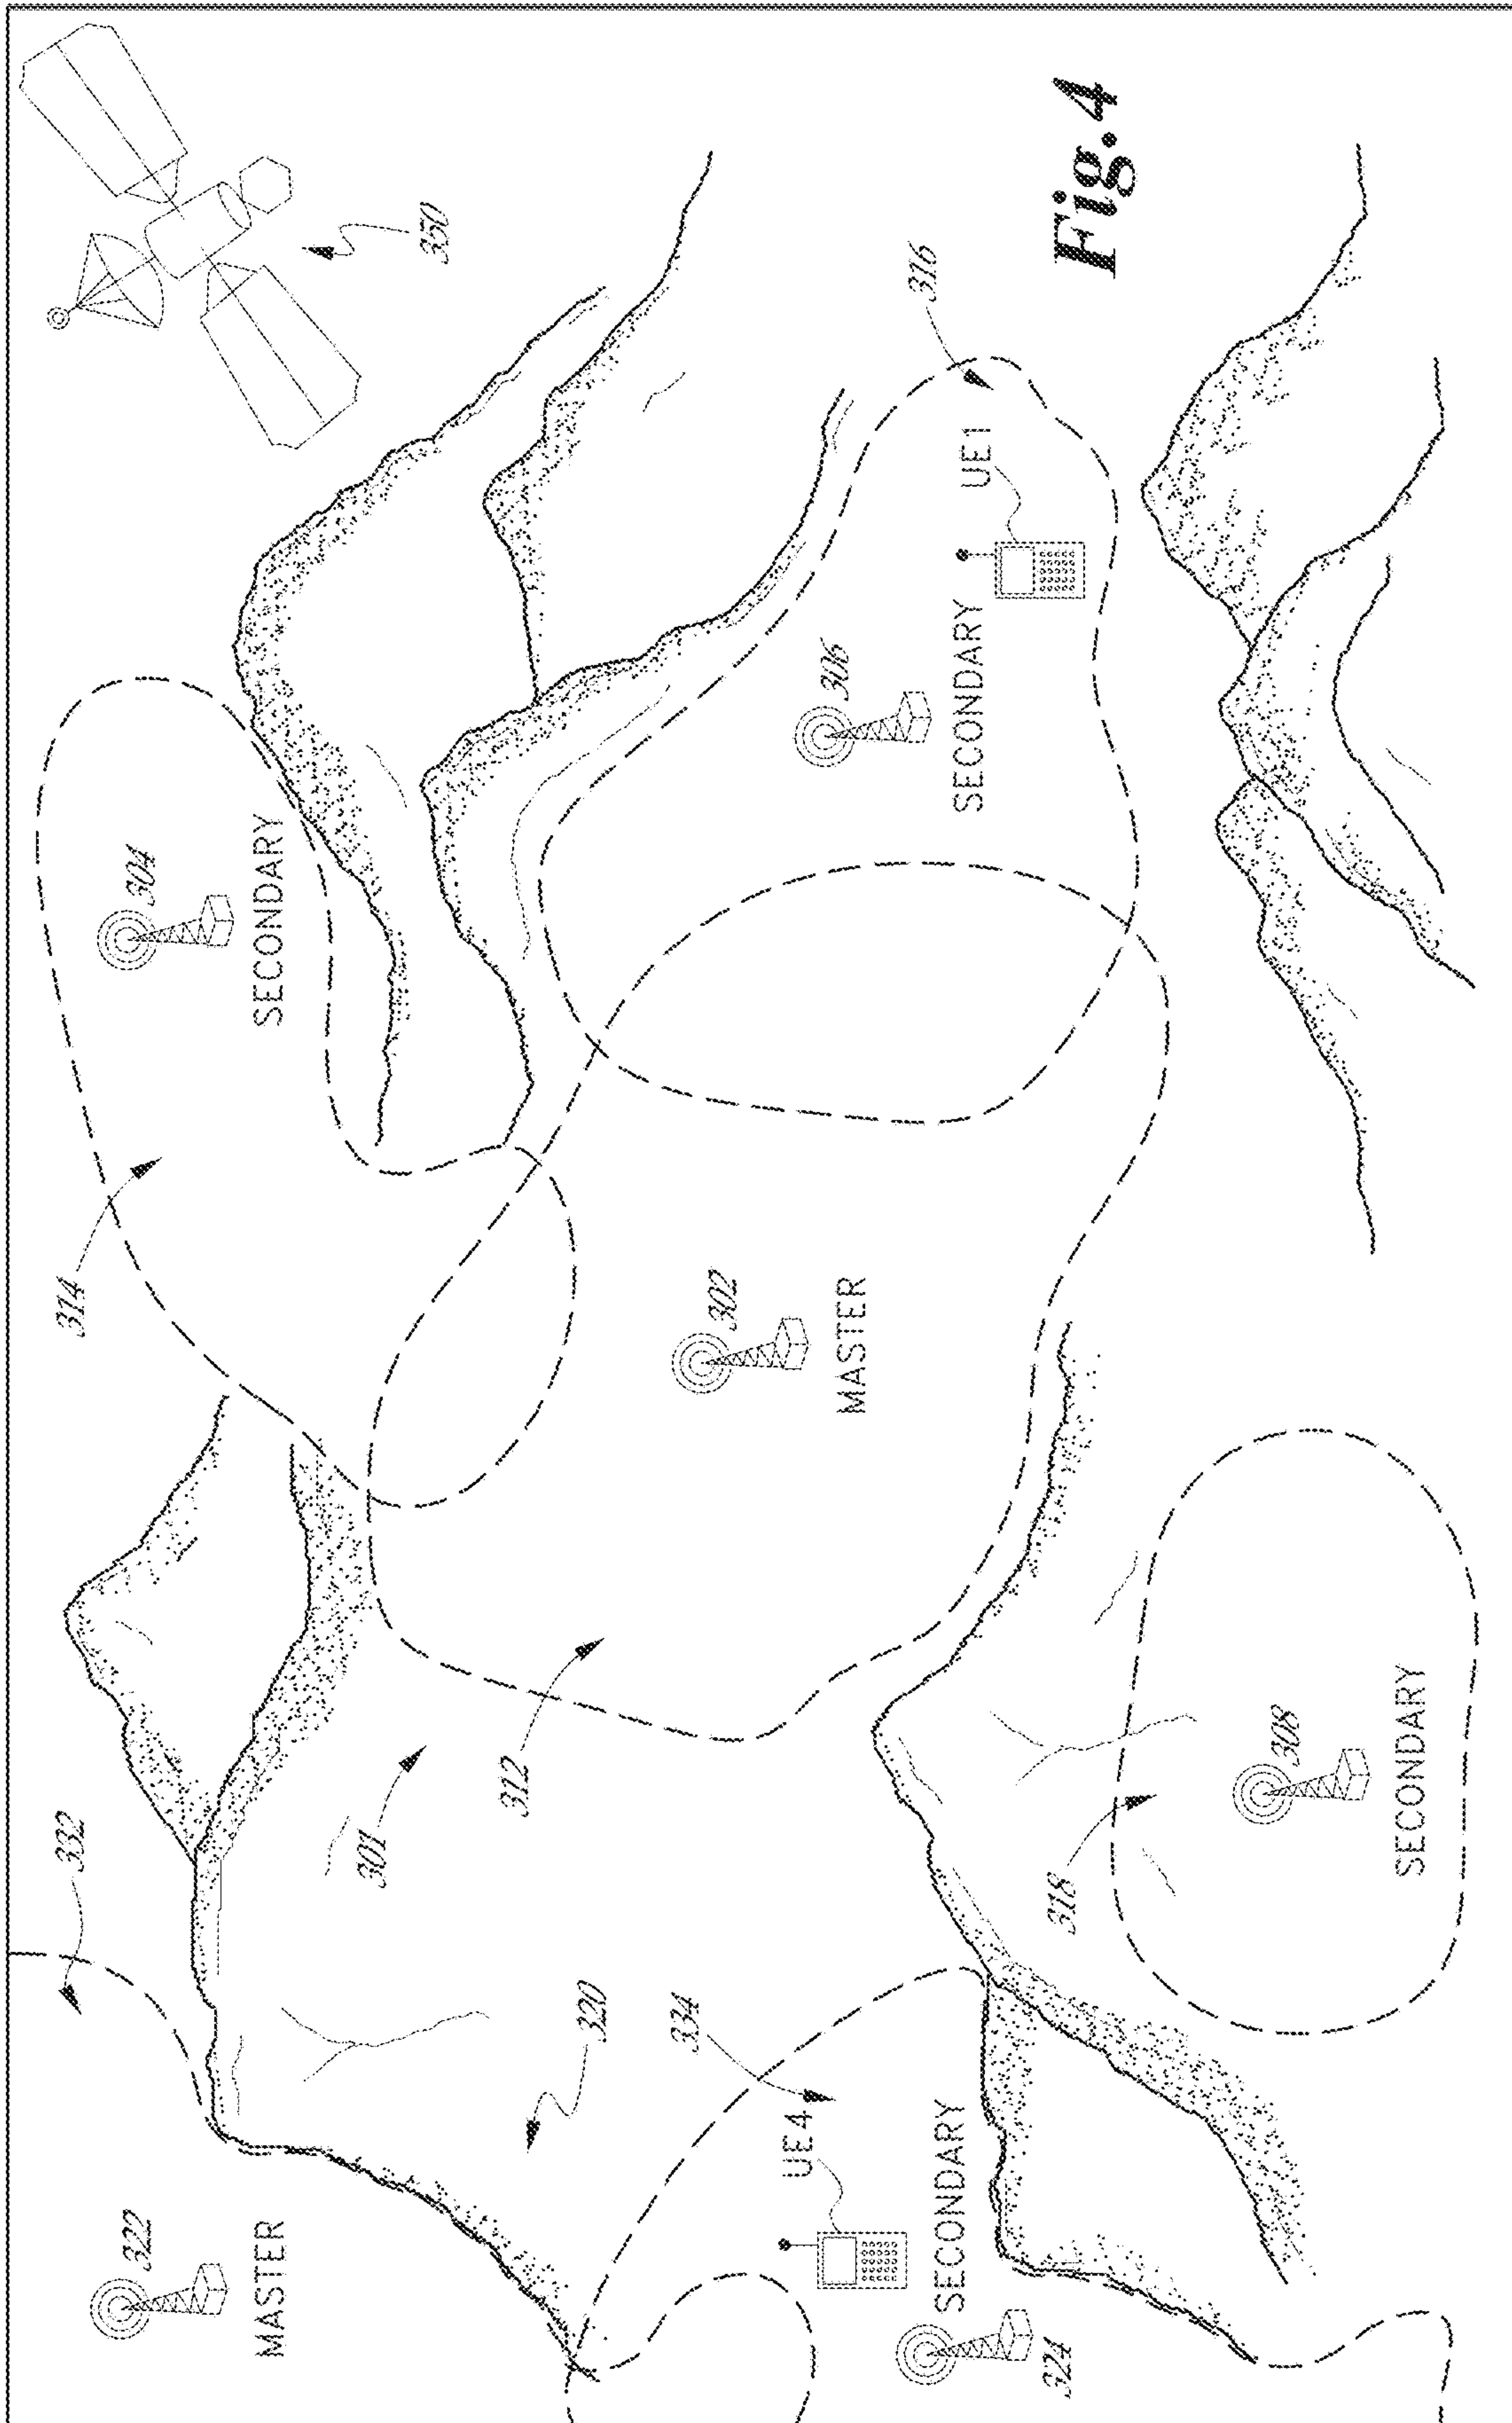 332
314
322
304
MASTER
SECONDARY
301
350
312
320
334
302
UE4
306
MASTER
316
SECONDARY
SECONDARY
UE1
324
318
Fig. 4
308
SECONDARY